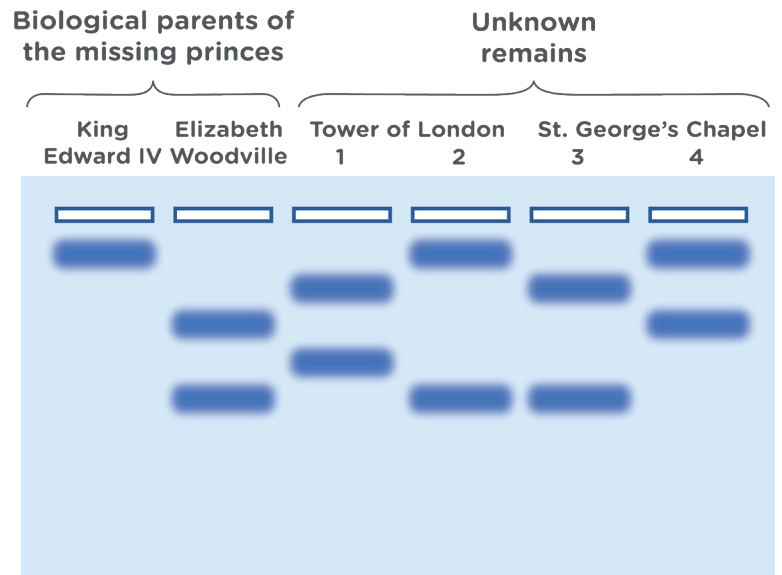 Biological parents of
the missing princes
Unknown
remains
King
Edward IV
Elizabeth
Woodville
Tower of London
1 2
St. George's Chapel
3 4